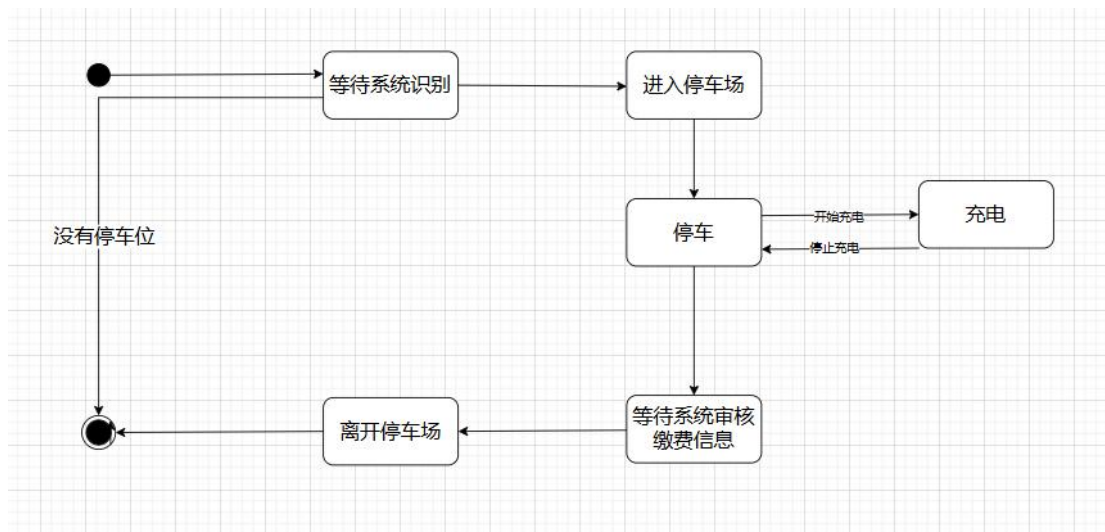 等待系统识别
进入停车场
没有停车位
停车
开始充电
停止充电
充电
离开停车场
等待系统审核
缴费信息